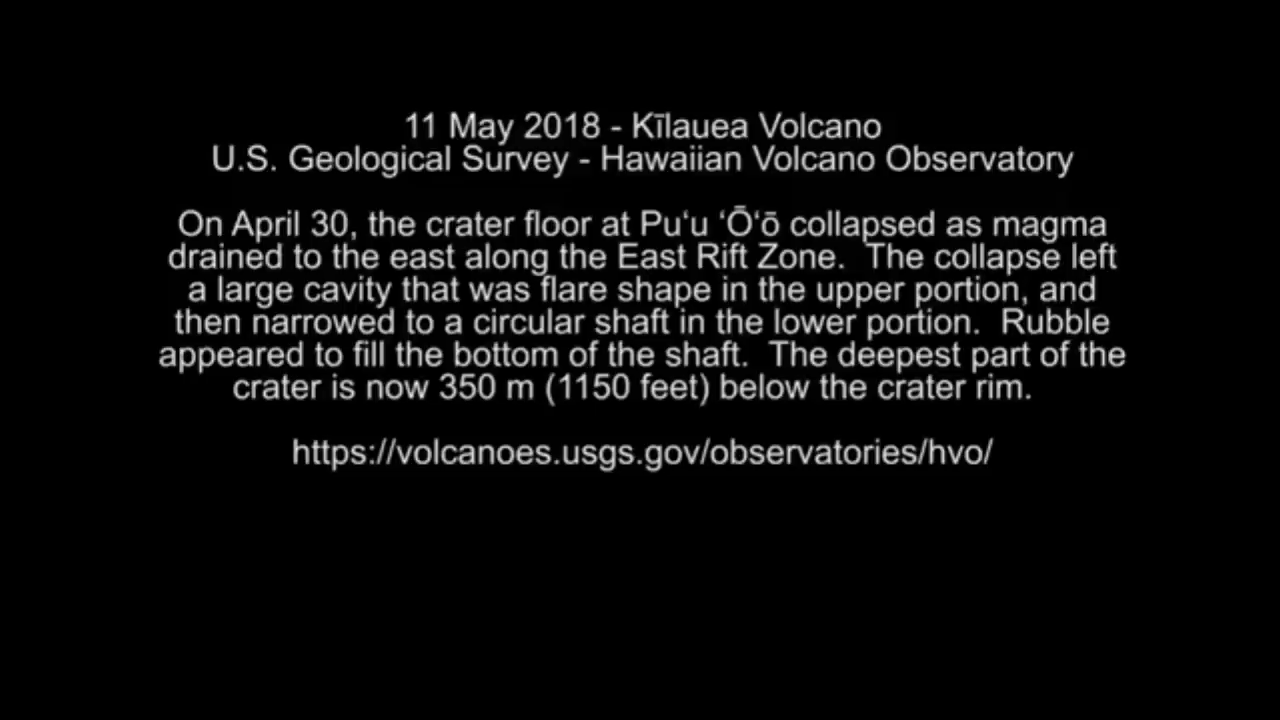 11 May 2018 - Kīlauea Volcano
U.S. Geological Survey - Hawaiian Volcano Observatory
On April 30, the crater floor at Pu‘u ‘Ō‘ō collapsed as magma
drained to the east along the East Rift Zone.  The collapse left
a large cavity that was flare shape in the upper portion, and
then narrowed to a circular shaft in the lower portion.  Rubble
appeared to fill the bottom of the shaft.  The deepest part of the
crater is now 350 m (1150 feet) below the crater rim.
https://volcanoes.usgs.gov/observatories/hvo/